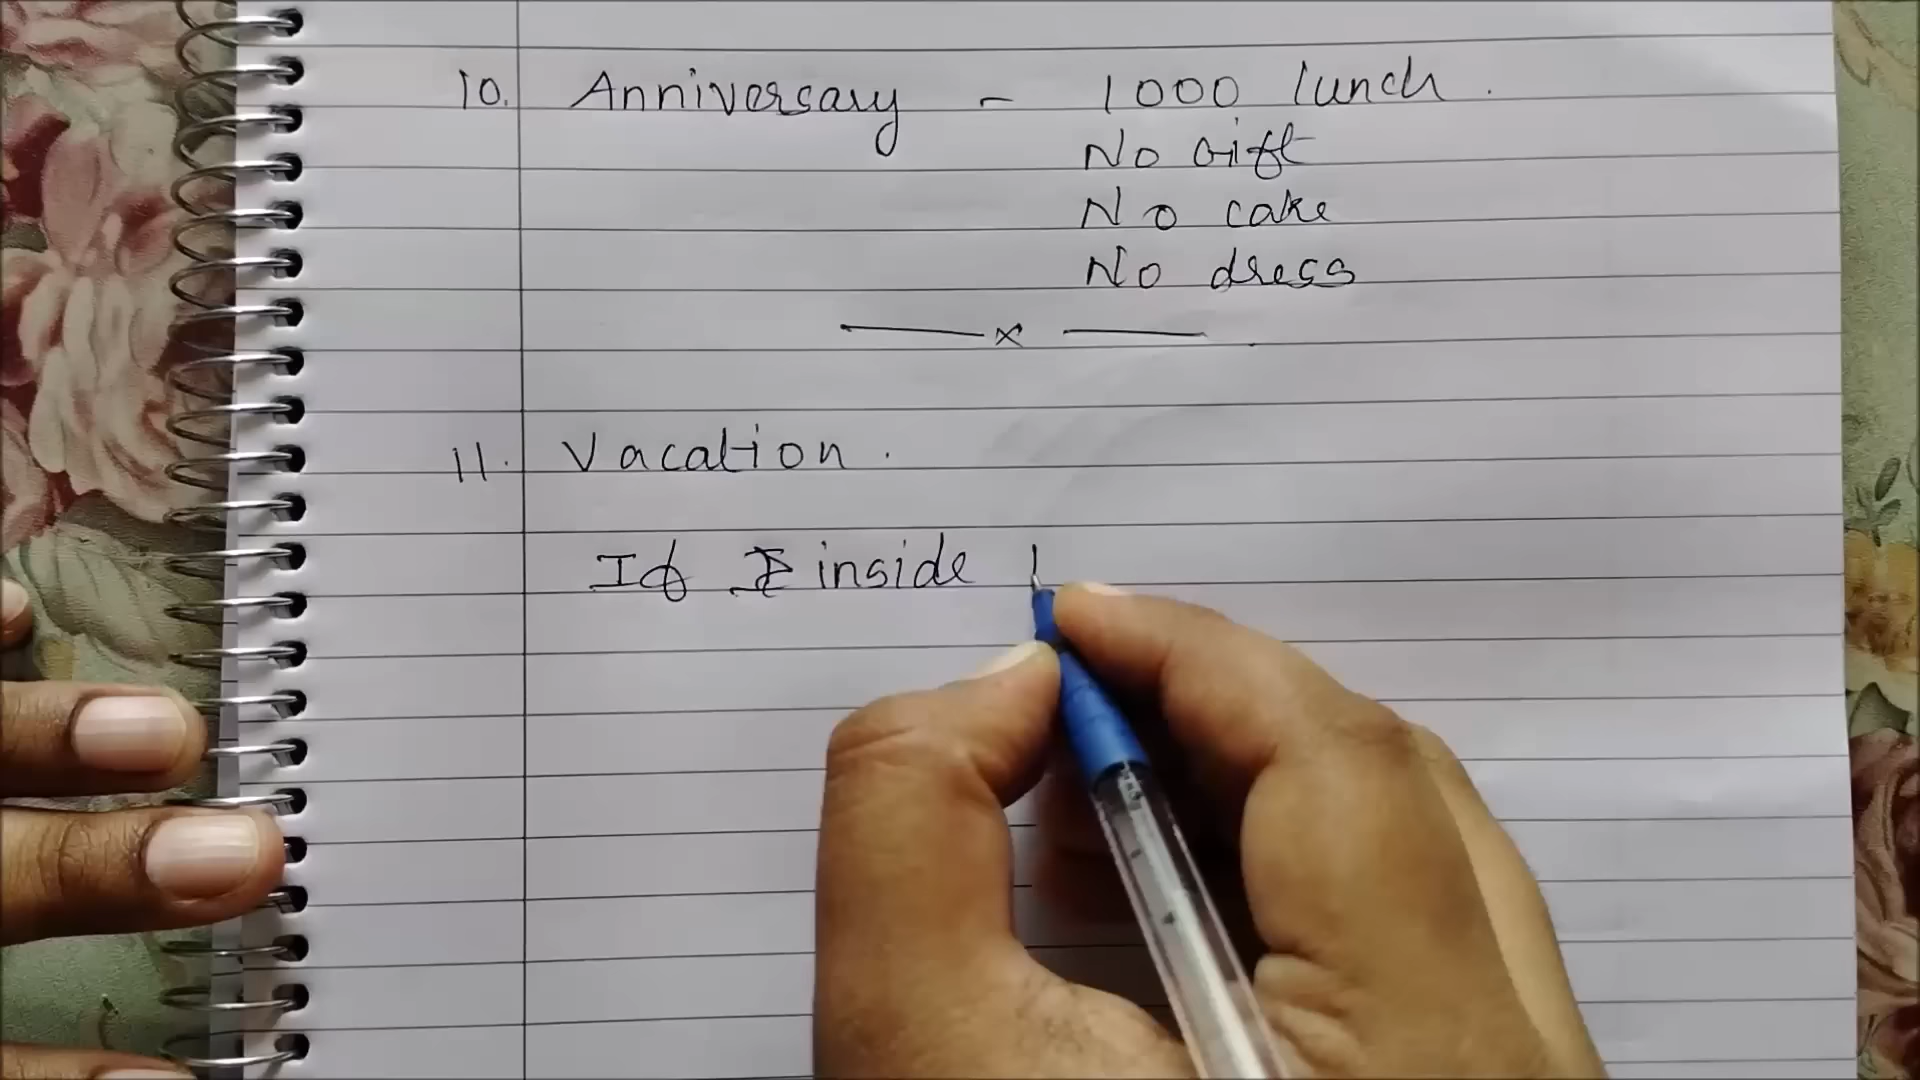 10. Anniversary - 1000 lunch.
No Gift
No cake
No dress
x
11. Vacation.
If I inside